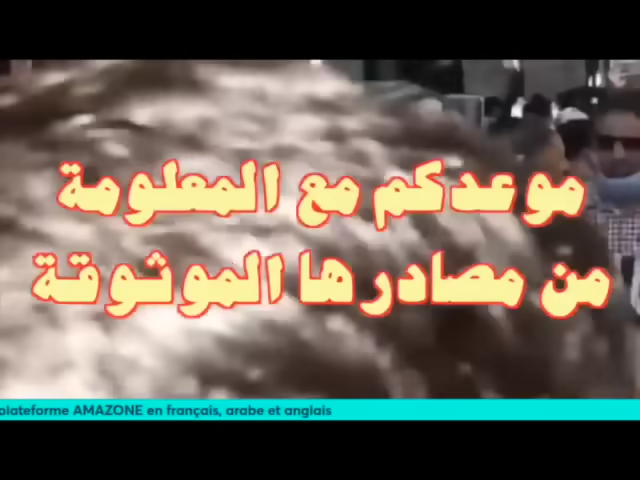 موعدكم مع المعلومة
من مصادرها الموثوقة
plateforme AMAZONE en français, arabe et anglais